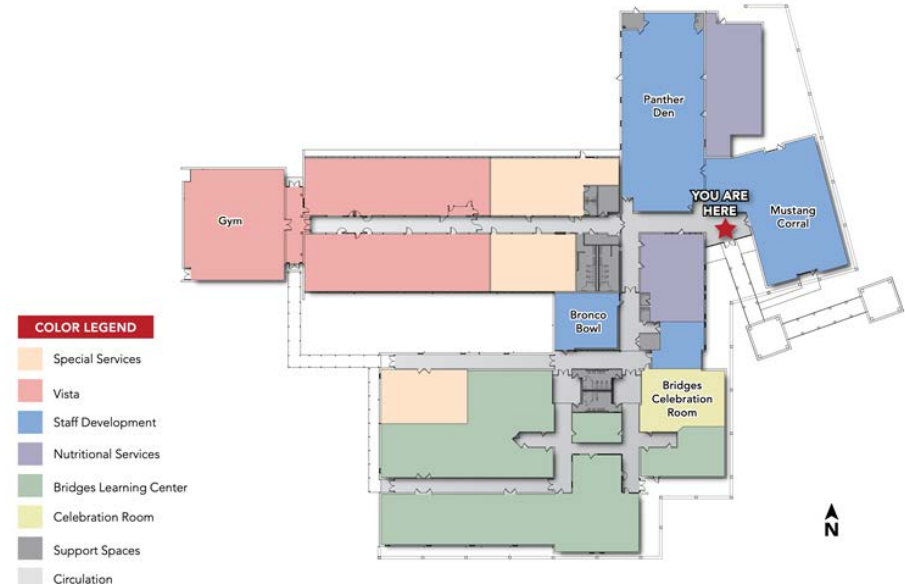 Panther
Den
YOU ARE
HERE
Mustang
Corral
Gym
Bronco
Bowl
COLOR LEGEND
Special Services
Vista
Staff Development
Nutritional Services
Bridges Learning Center
Celebration Room
Support Spaces
Circulation
Bridges
Celebration
Room
N